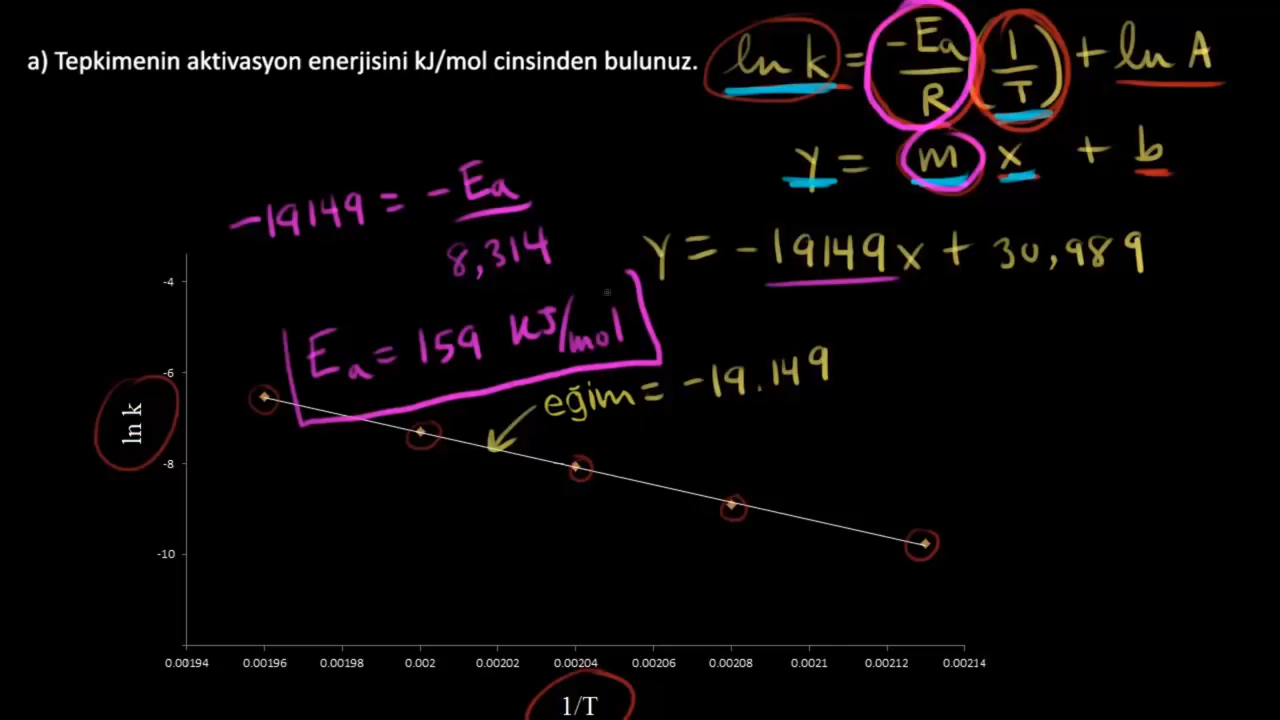 a) Tepkimenin aktivasyon enerjisini kJ/mol cinsinden bulunuz.
ln k = -Ea/R (1/T) + ln A
y = m x + b
-19149 = -Ea/8,314
y = -19149x + 30,989
Ea = 159 kJ/mol
eğim = -19.149
-4
-6
-8
-10
ln k
0.00194 0.00196 0.00198 0.002 0.00202 0.00204 0.00206 0.00208 0.0021 0.00212 0.00214
1/T